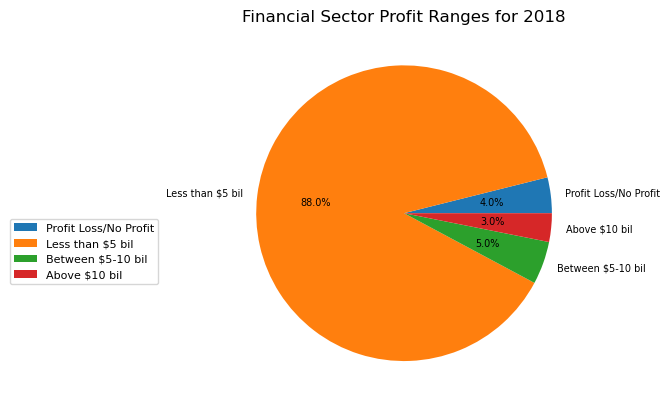 Financial Sector Profit Ranges for 2018
Less than $5 bil
88.0%
4.0%
Profit Loss/No Profit
3.0%
Above $10 bil
5.0%
Between $5-10 bil
Profit Loss/No Profit
Less than $5 bil
Between $5-10 bil
Above $10 bil